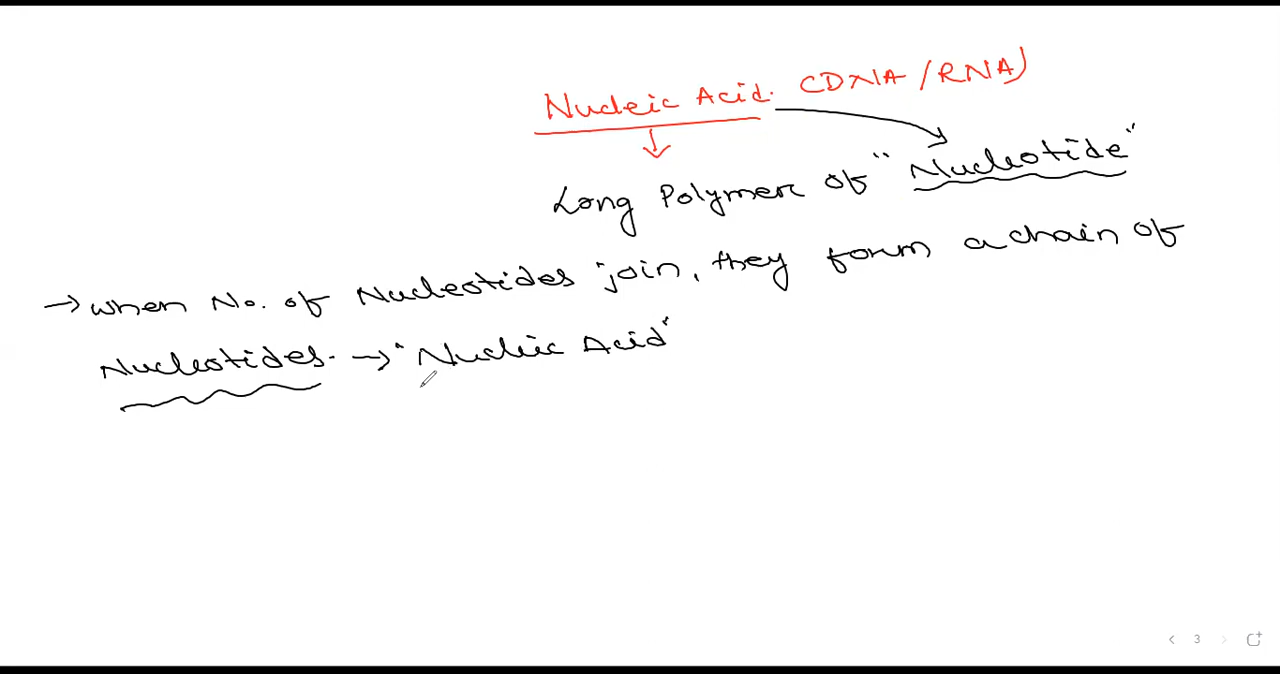 Nucleic Acid. (DNA/RNA)
Long Polymer of "Nucleotide"
→ when No. of Nucleotides join, they form a chain of
Nucleotides. → "Nucleic Acid"
3